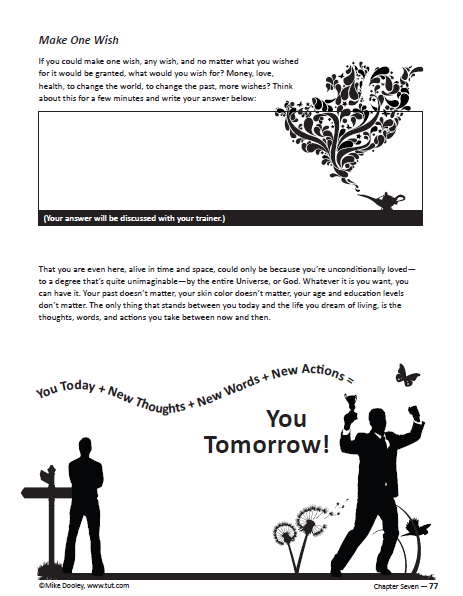 Make One Wish
If you could make one wish, any wish, and no matter what you wished
for it would be granted, what would you wish for? Money, love,
health, to change the world, to change the past, more wishes? Think
about this for a few minutes and write your answer below:
(Your answer will be discussed with your trainer.)
That you are even here, alive in time and space, could only be because you're unconditionally loved—
to a degree that's quite unimaginable—by the entire Universe, or God. Whatever it is you want, you
can have it. Your past doesn't matter, your skin color doesn't matter, your age and education levels
don't matter. The only thing that stands between you today and the life you dream of living, is the
thoughts, words, and actions you take between now and then.
You Today + New Thoughts + New Words + New Actions =
You
Tomorrow!
©Mike Dooley, www.tut.com
Chapter Seven — 77